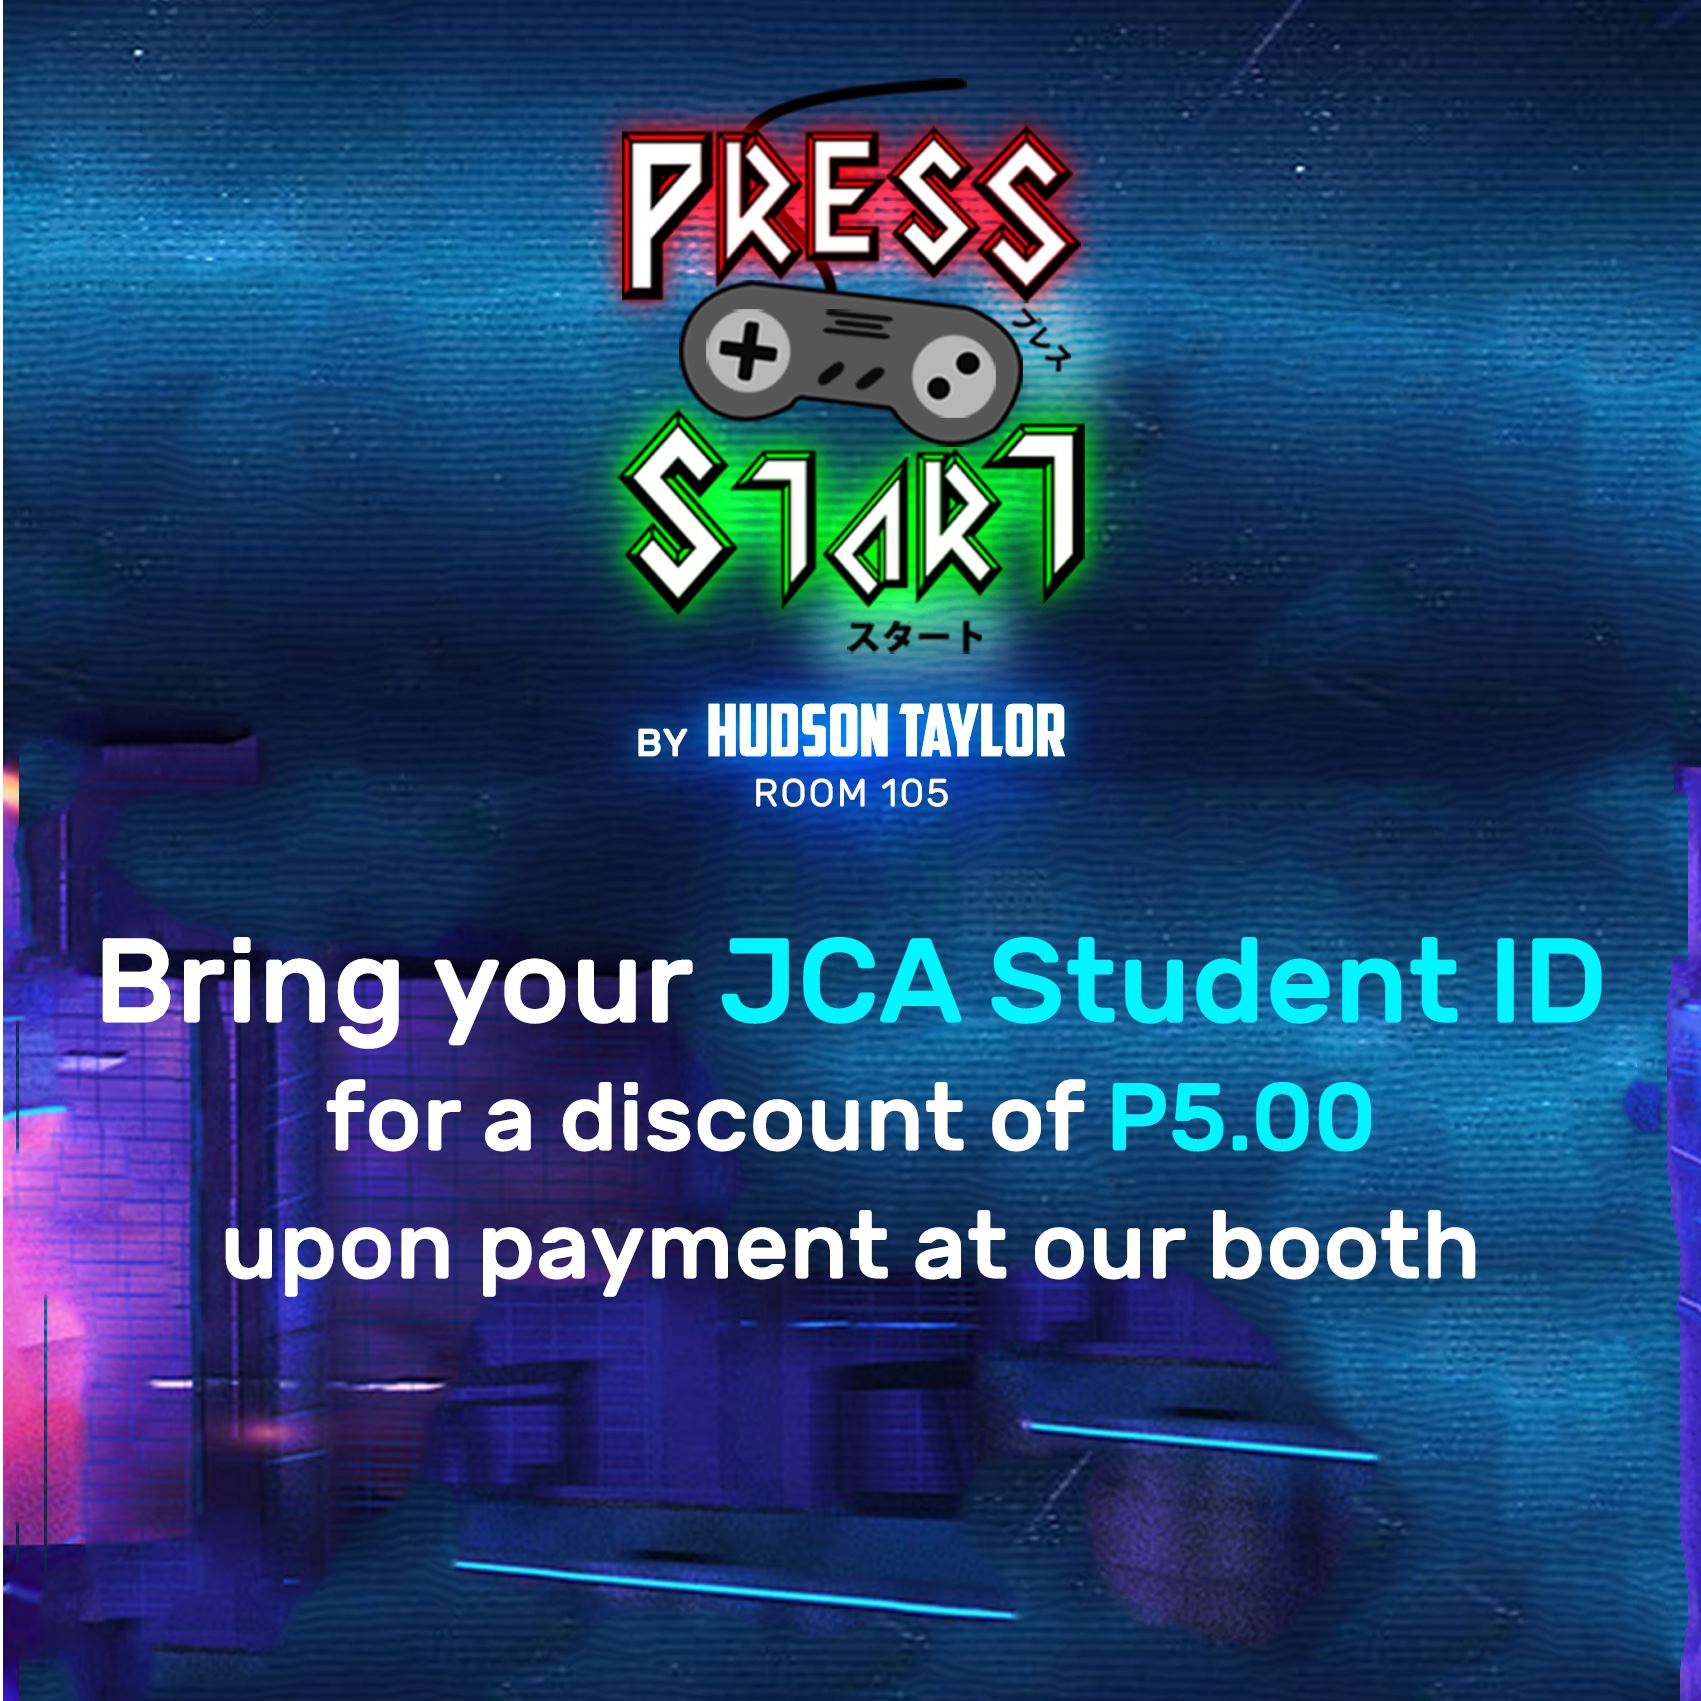 PRESS
プレス
START
スタート
BY HUDSON TAYLOR
ROOM 105
Bring your JCA Student ID
for a discount of P5.00
upon payment at our booth